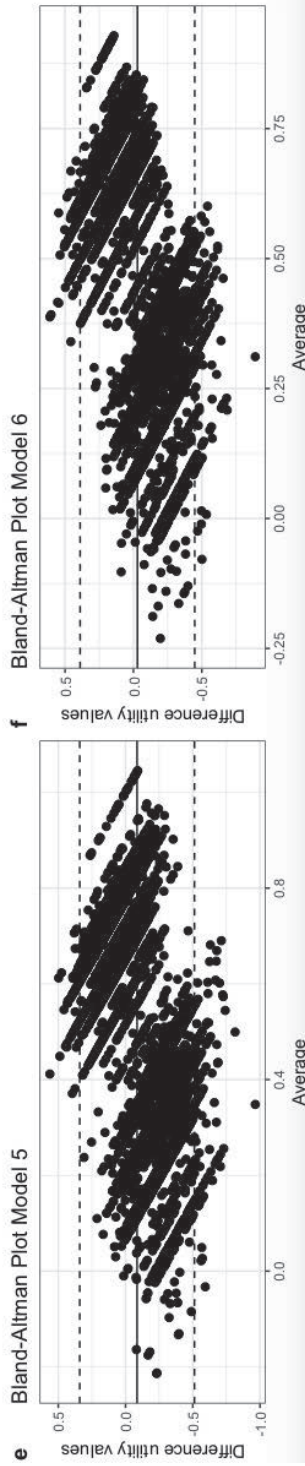 e
Bland-Altman Plot Model 5
Difference utility values
0.5
0.0
-0.5
-1.0
0.0
0.4
0.8
Average
f
Bland-Altman Plot Model 6
Difference utility values
0.5
0.0
-0.5
-0.25
0.00
0.25
0.50
0.75
Average